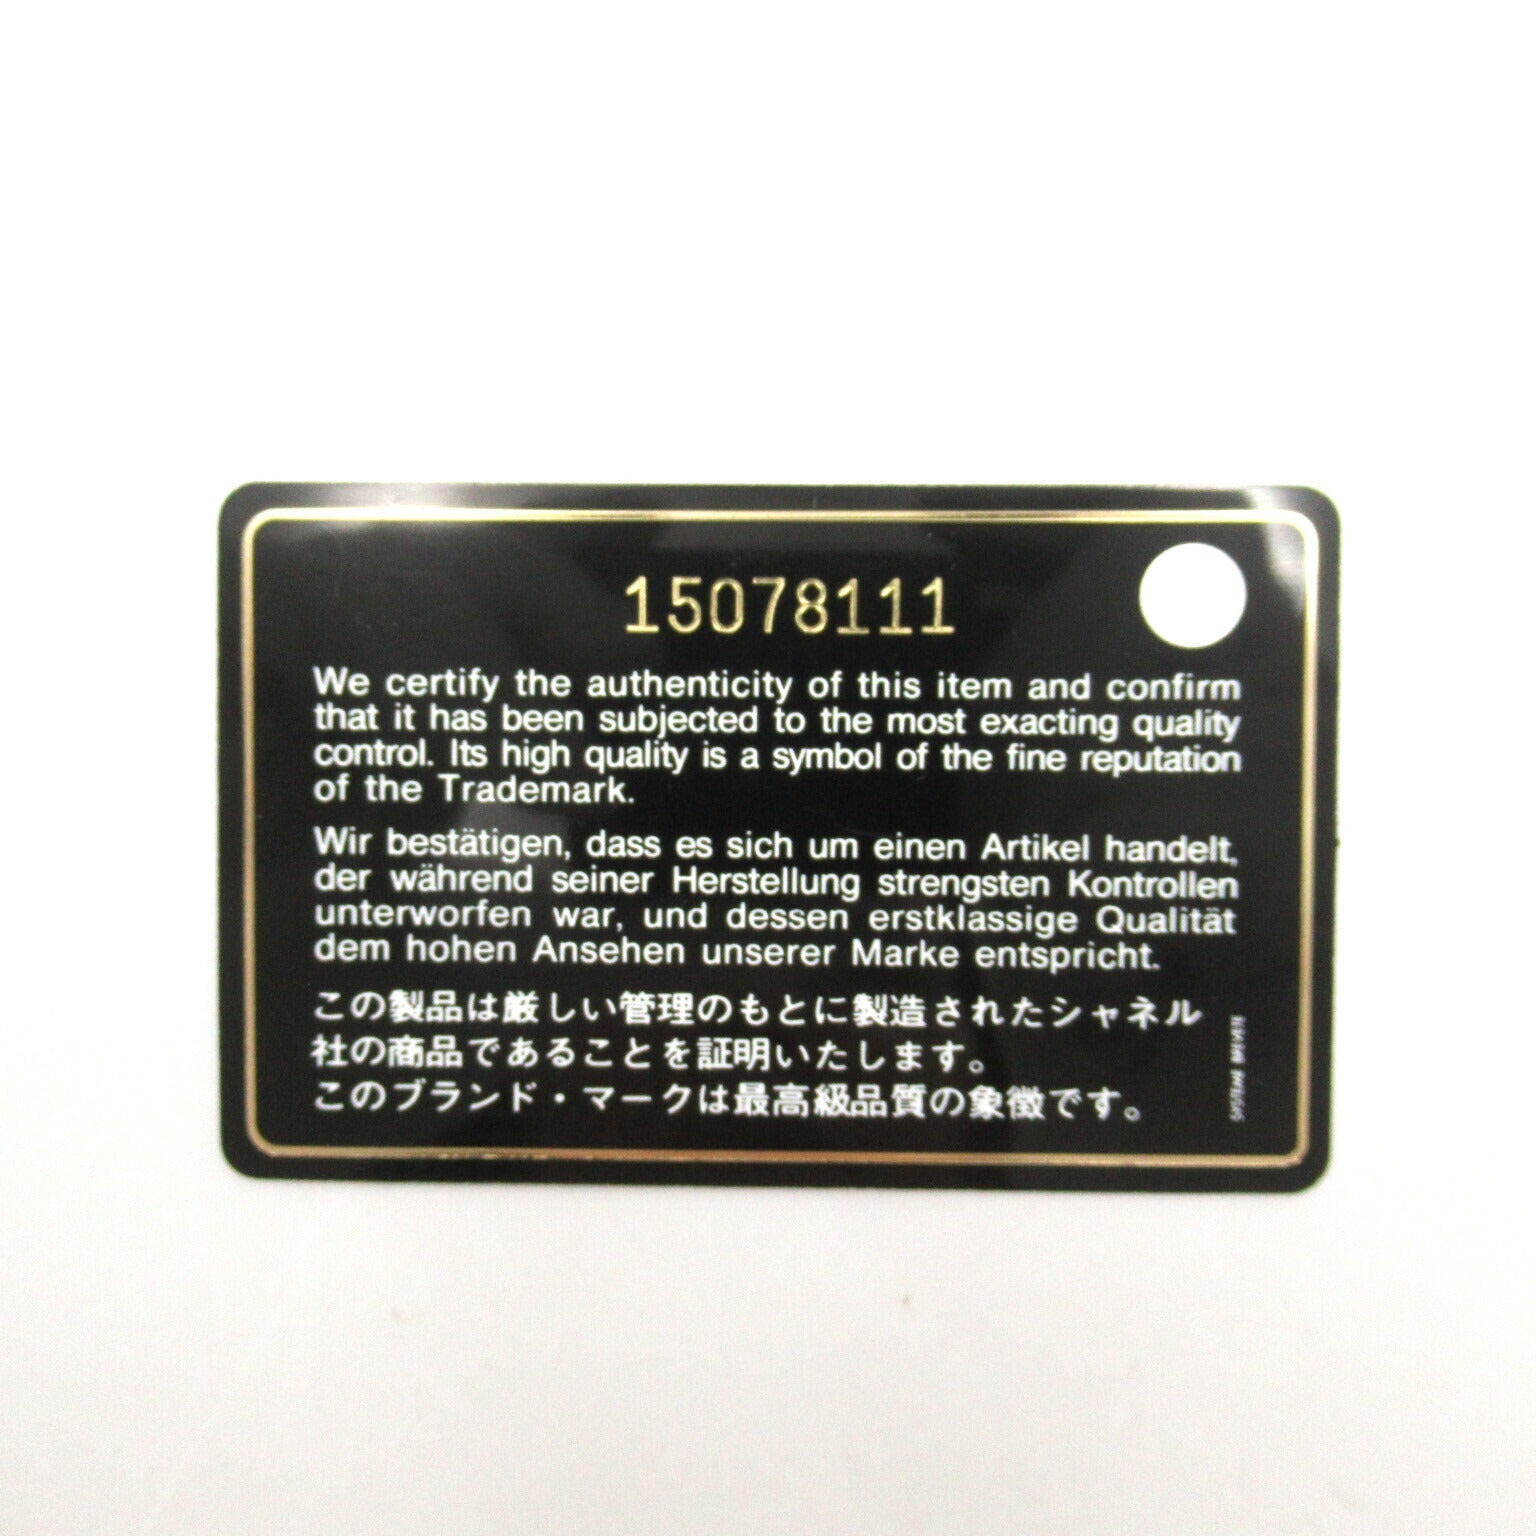 15078111
We certify the authenticity of this item and confirm
that it has been subjected to the most exacting quality
control. Its high quality is a symbol of the fine reputation
of the Trademark.
Wir bestätigen, dass es sich um einen Artikel handelt,
der während seiner Herstellung strengsten Kontrollen
unterworfen war, und dessen erstklassige Qualität
dem hohen Ansehen unserer Marke entspricht.
この製品は厳しい管理のもとに製造されたシャネル
社の商品であることを証明いたします。
このブランド・マークは最高級品質の象徴です。
SYSTEME BREVETE